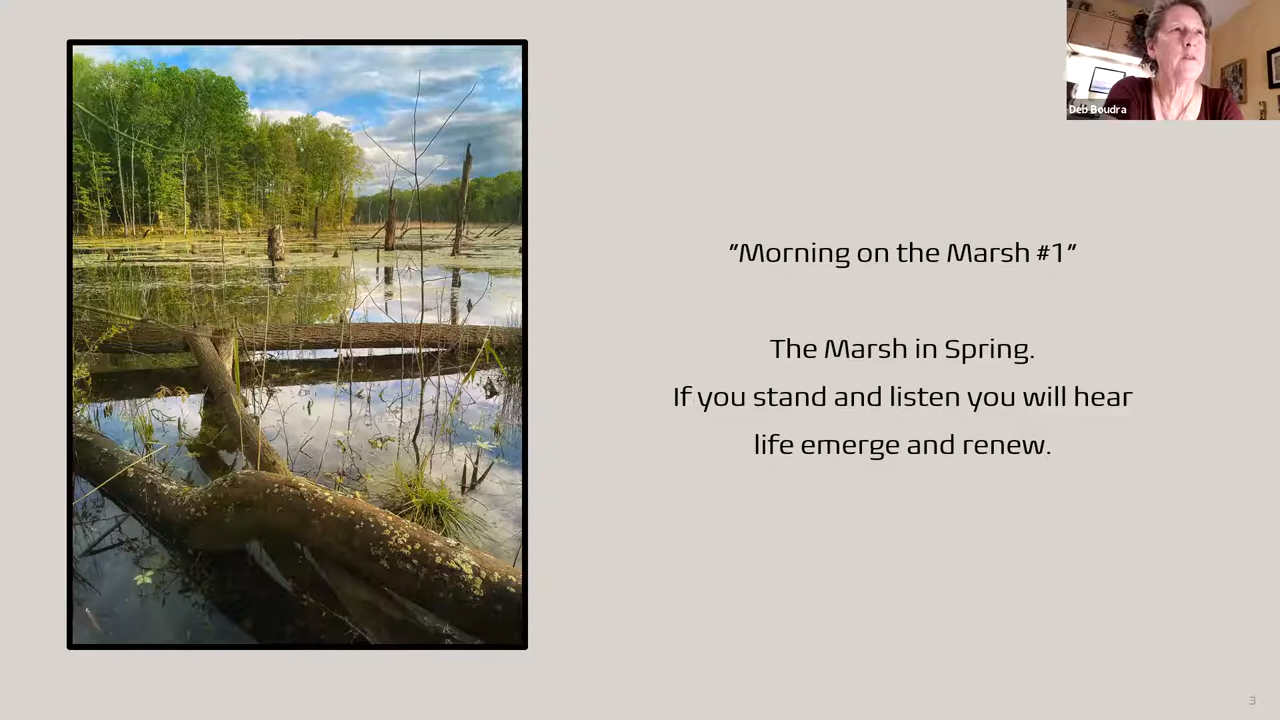 Deb Boudra
"Morning on the Marsh #1"
The Marsh in Spring.
If you stand and listen you will hear
life emerge and renew.
3